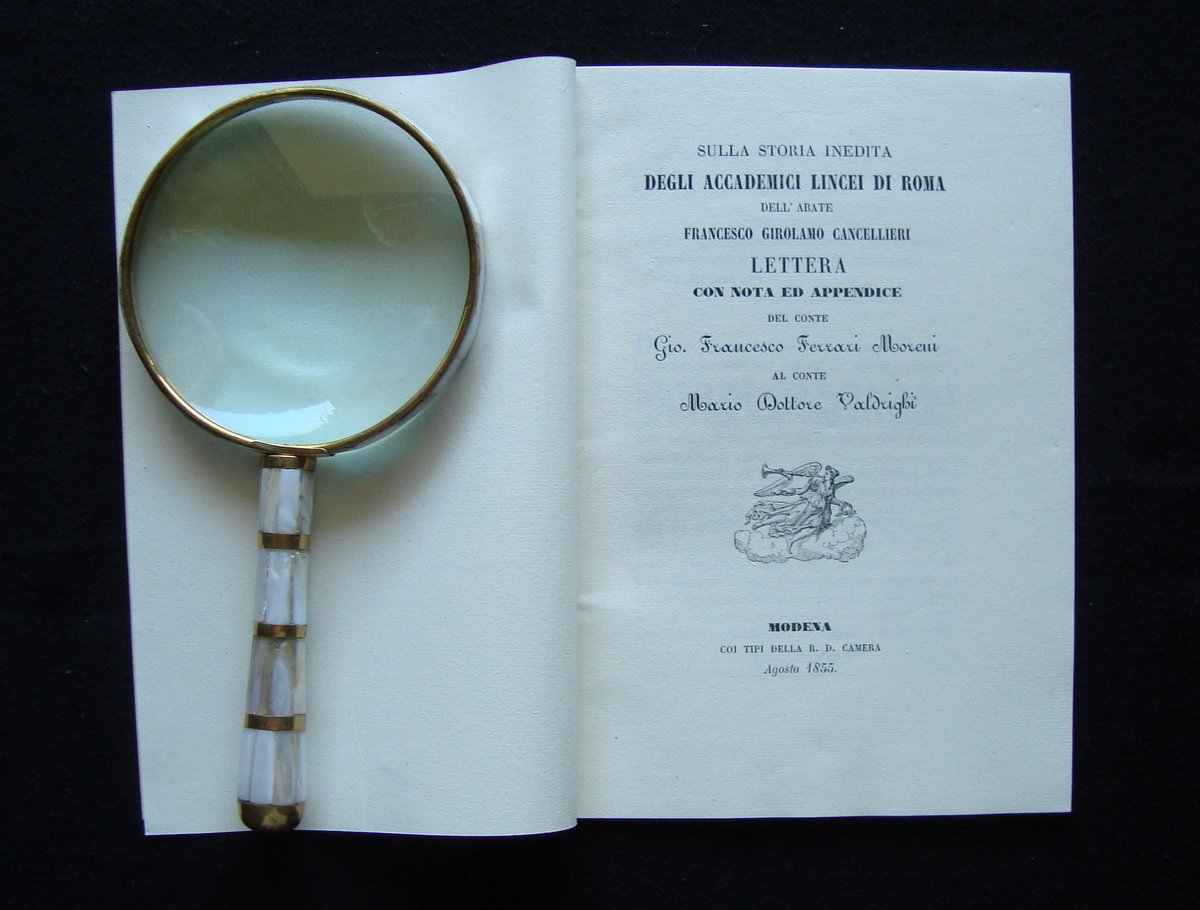 SULLA STORIA INEDITA
DEGLI ACCADEMICI LINCEI DI ROMA
DELL' ABATE
FRANCESCO GIROLAMO CANCELLIERI
LETTERA
CON NOTA ED APPENDICE
DEL CONTE
Gio. Francesco Ferrari Moreni
AL CONTE
Mario Dottore Valdrighi
MODENA
COI TIPI DELLA R. D. CAMERA
Agosto 1855.